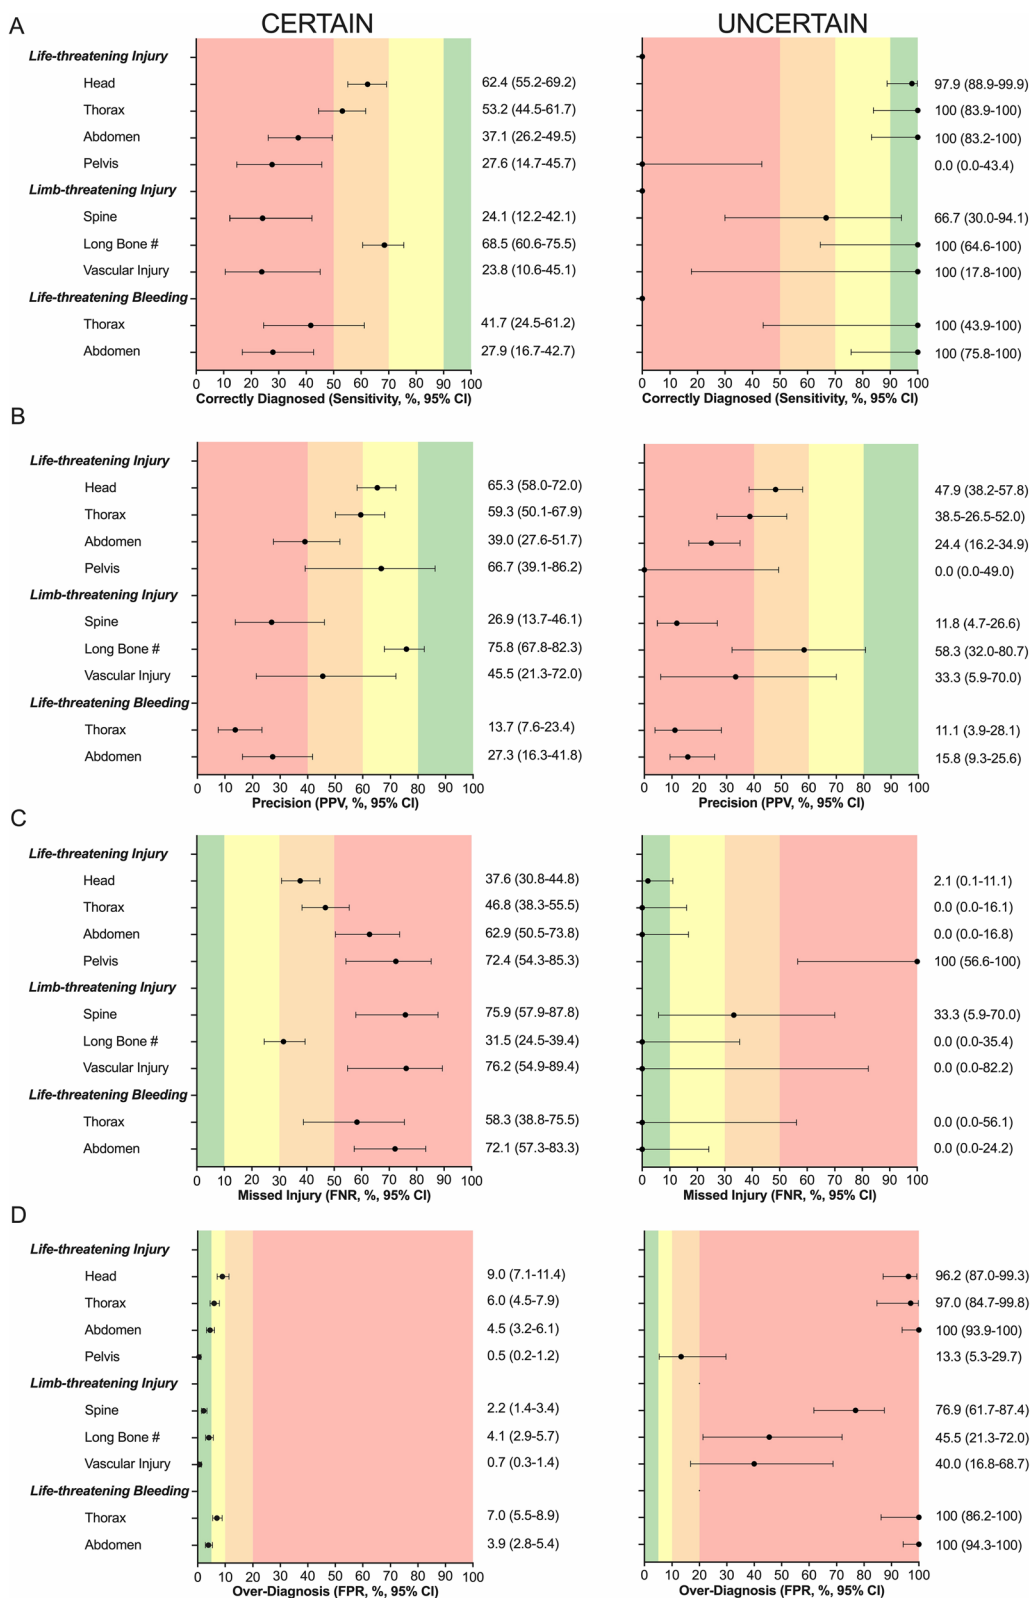 A
CERTAIN
UNCERTAIN
Life-threatening Injury
Head 62.4 (55.2-69.2) 97.9 (88.9-99.9)
Thorax 53.2 (44.5-61.7) 100 (83.9-100)
Abdomen 37.1 (26.2-49.5) 100 (83.2-100)
Pelvis 27.6 (14.7-45.7) 0.0 (0.0-43.4)
Limb-threatening Injury
Spine 24.1 (12.2-42.1) 66.7 (30.0-94.1)
Long Bone # 68.5 (60.6-75.5) 100 (64.6-100)
Vascular Injury 23.8 (10.6-45.1) 100 (17.8-100)
Life-threatening Bleeding
Thorax 41.7 (24.5-61.2) 100 (43.9-100)
Abdomen 27.9 (16.7-42.7) 100 (75.8-100)
0 10 20 30 40 50 60 70 80 90 100 0 10 20 30 40 50 60 70 80 90 100
Correctly Diagnosed (Sensitivity, %, 95% CI) Correctly Diagnosed (Sensitivity, %, 95% CI)
B
Life-threatening Injury
Head 65.3 (58.0-72.0) 47.9 (38.2-57.8)
Thorax 59.3 (50.1-67.9) 38.5-26.5-52.0)
Abdomen 39.0 (27.6-51.7) 24.4 (16.2-34.9)
Pelvis 66.7 (39.1-86.2) 0.0 (0.0-49.0)
Limb-threatening Injury
Spine 26.9 (13.7-46.1) 11.8 (4.7-26.6)
Long Bone # 75.8 (67.8-82.3) 58.3 (32.0-80.7)
Vascular Injury 45.5 (21.3-72.0) 33.3 (5.9-70.0)
Life-threatening Bleeding
Thorax 13.7 (7.6-23.4) 11.1 (3.9-28.1)
Abdomen 27.3 (16.3-41.8) 15.8 (9.3-25.6)
0 10 20 30 40 50 60 70 80 90 100 0 10 20 30 40 50 60 70 80 90 100
Precision (PPV, %, 95% CI) Precision (PPV, %, 95% CI)
C
Life-threatening Injury
Head 37.6 (30.8-44.8) 2.1 (0.1-11.1)
Thorax 46.8 (38.3-55.5) 0.0 (0.0-16.1)
Abdomen 62.9 (50.5-73.8) 0.0 (0.0-16.8)
Pelvis 72.4 (54.3-85.3) 100 (56.6-100)
Limb-threatening Injury
Spine 75.9 (57.9-87.8) 33.3 (5.9-70.0)
Long Bone # 31.5 (24.5-39.4) 0.0 (0.0-35.4)
Vascular Injury 76.2 (54.9-89.4) 0.0 (0.0-82.2)
Life-threatening Bleeding
Thorax 58.3 (38.8-75.5) 0.0 (0.0-56.1)
Abdomen 72.1 (57.3-83.3) 0.0 (0.0-24.2)
0 10 20 30 40 50 60 70 80 90 100 0 10 20 30 40 50 60 70 80 90 100
Missed Injury (FNR, %, 95% CI) Missed Injury (FNR, %, 95% CI)
D
Life-threatening Injury
Head 9.0 (7.1-11.4) 96.2 (87.0-99.3)
Thorax 6.0 (4.5-7.9) 97.0 (84.7-99.8)
Abdomen 4.5 (3.2-6.1) 100 (93.9-100)
Pelvis 0.5 (0.2-1.2) 13.3 (5.3-29.7)
Limb-threatening Injury
Spine 2.2 (1.4-3.4) 76.9 (61.7-87.4)
Long Bone # 4.1 (2.9-5.7) 45.5 (21.3-72.0)
Vascular Injury 0.7 (0.3-1.4) 40.0 (16.8-68.7)
Life-threatening Bleeding
Thorax 7.0 (5.5-8.9) 100 (86.2-100)
Abdomen 3.9 (2.8-5.4) 100 (94.3-100)
0 10 20 30 40 50 60 70 80 90 100 0 10 20 30 40 50 60 70 80 90 100
Over-Diagnosis (FPR, %, 95% CI) Over-Diagnosis (FPR, %, 95% CI)